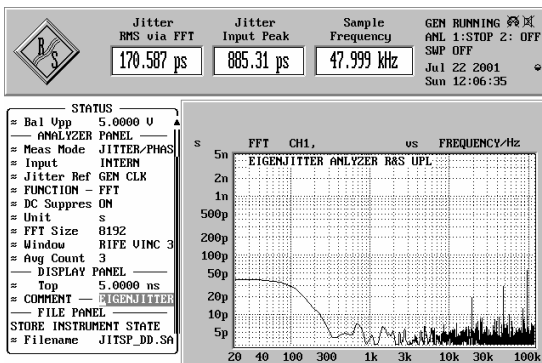 R S
Jitter
RMS via FFT
170.587 ps
Jitter
Input Peak
885.31 ps
Sample
Frequency
47.999 kHz
GEN RUNNING
ANL 1:STOP 2: OFF
SWP OFF
Jul 22 2001
Sun 12:06:35
STATUS
Bal Vpp 5.0000 V
ANALYZER PANEL
Meas Mode JITTER/PHAS
Input INTERN
Jitter Ref GEN CLK
FUNCTION - FFT
DC Suppres ON
Unit s
FFT Size 8192
Window RIFE VINC 3
Avg Count 3
DISPLAY PANEL
Top 5.0000 ns
COMMENT — EIGENJITTER
FILE PANEL
STORE INSTRUMENT STATE
Filename JITSP_DD.SA
s FFT CH1, vs FREQUENCY/Hz
EIGENJITTER ANLYZER R&S UPL
5n
2n
1n
500p
200p
100p
50p
20p
10p
5p
20 40 100 300 1k 3k 10k 30k 100k